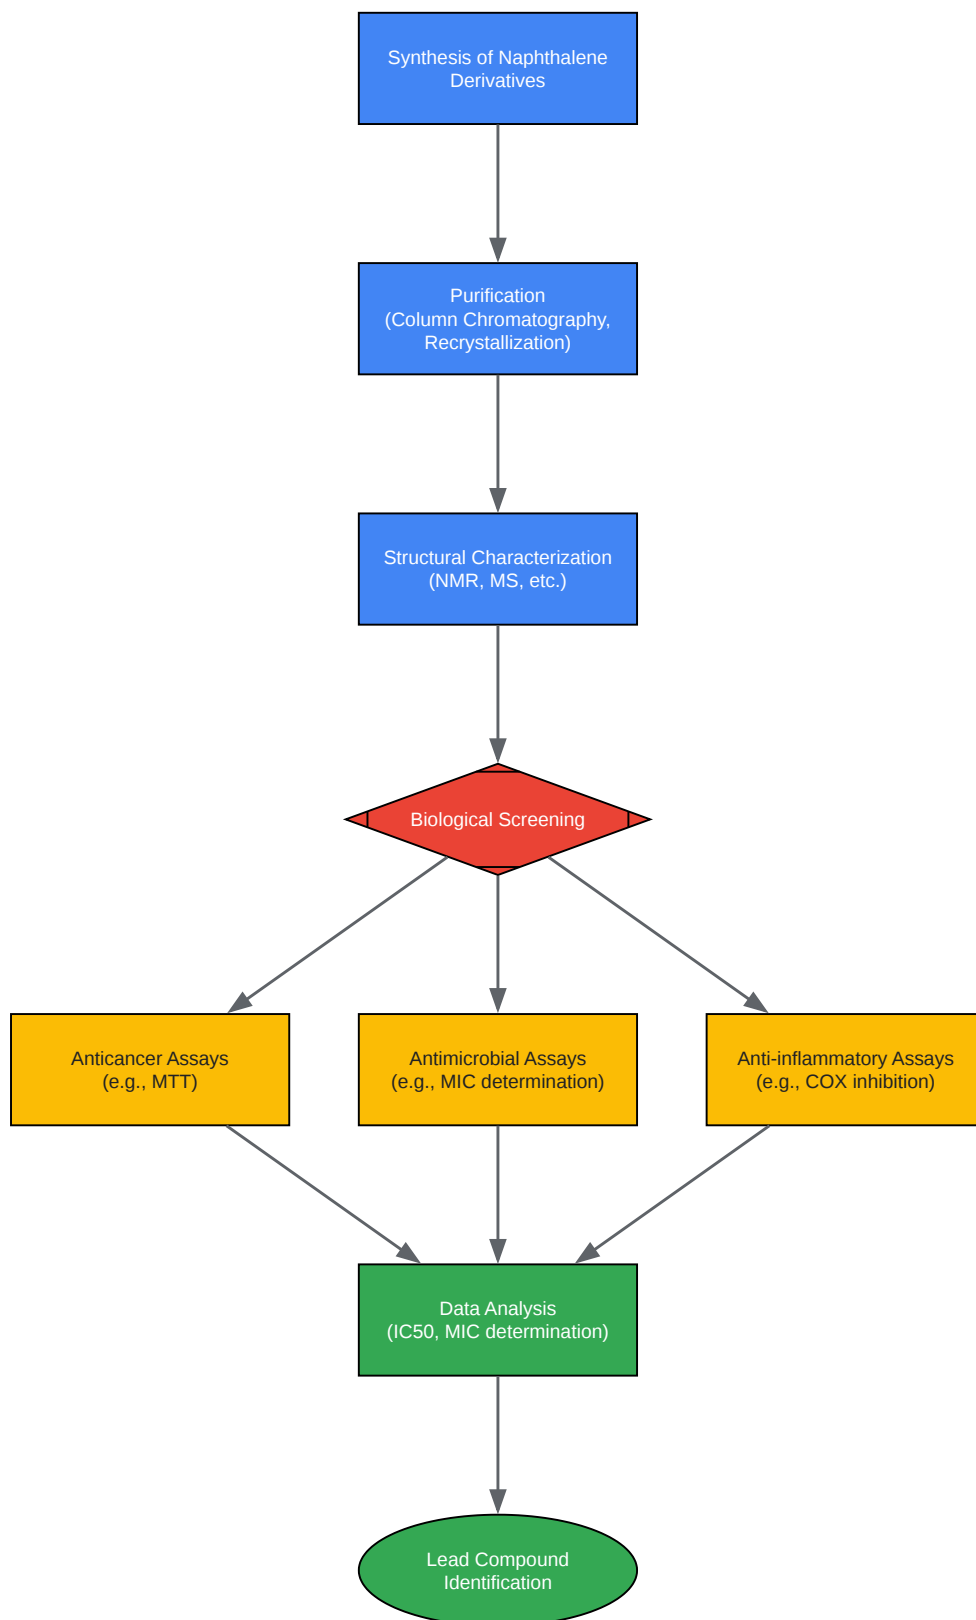 Synthesis of Naphthalene
Derivatives
Purification
(Column Chromatography,
Recrystallization)
Structural Characterization
(NMR, MS, etc.)
Biological Screening
Anticancer Assays
(e.g., MTT)
Antimicrobial Assays
(e.g., MIC determination)
Anti-inflammatory Assays
(e.g., COX inhibition)
Data Analysis
(IC50, MIC determination)
Lead Compound
Identification